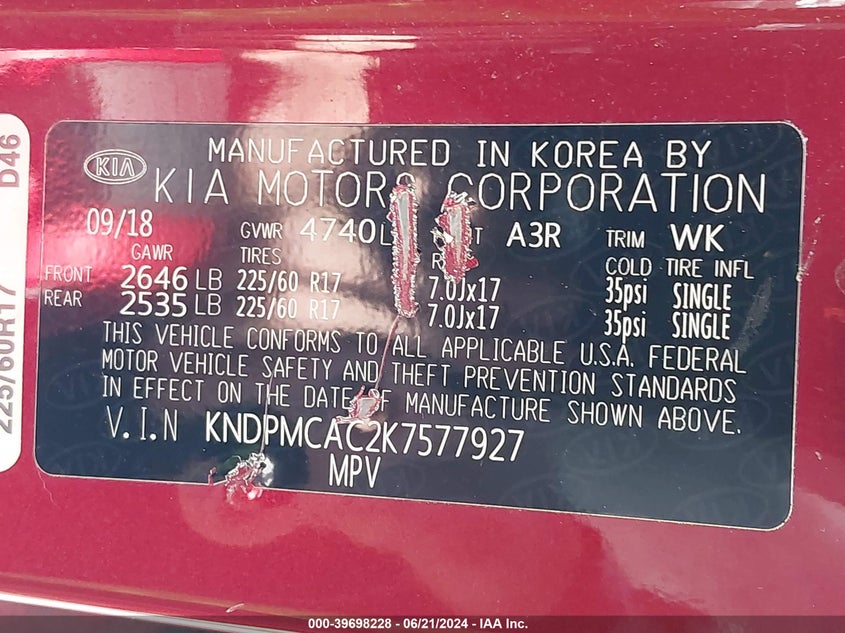 D46
225/60R17
KIA
MANUFACTURED IN KOREA BY
KIA MOTORS CORPORATION
09/18 GVWR 4740L A3R TRIM WK
GAWR TIRES COLD TIRE INFL
FRONT 2646 LB 225/60 R17 7.0Jx17 35psi SINGLE
REAR 2535 LB 225/60 R17 7.0Jx17 35psi SINGLE
THIS VEHICLE CONFORMS TO ALL APPLICABLE U.S.A. FEDERAL
MOTOR VEHICLE SAFETY AND THEFT PREVENTION STANDARDS
IN EFFECT ON THE DATE OF MANUFACTURE SHOWN ABOVE.
V.I.N KNDPMCAC2K7577927
MPV
000-39698228 - 06/21/2024 - IAA Inc.